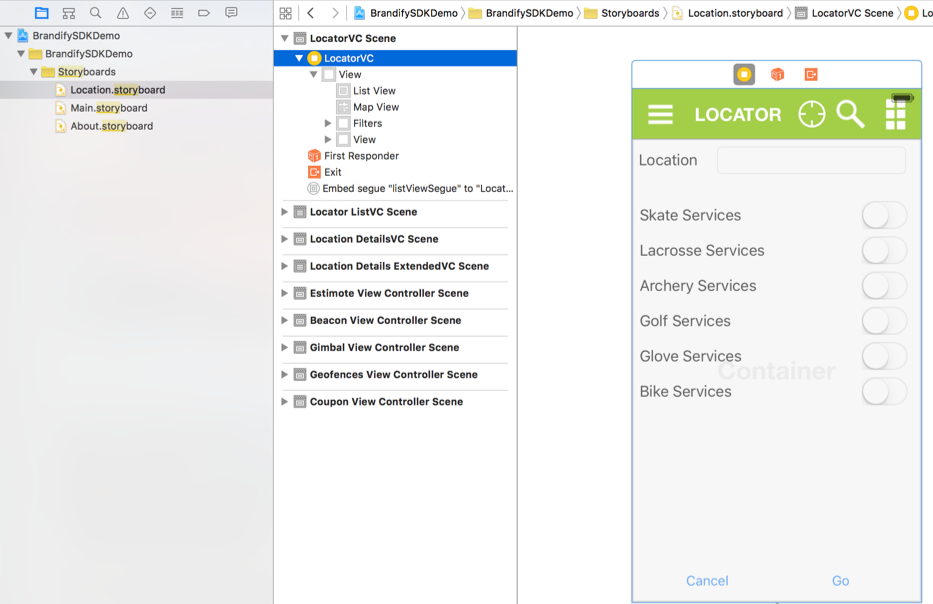 BrandifySDKDemo
BrandifySDKDemo
Storyboards
Location.storyboard
Main.storyboard
About.storyboard
BrandifySDKDemo BrandifySDKDemo Storyboards Location.storyboard LocatorVC Scene Lo
LocatorVC Scene
LocatorVC
View
List View
Map View
Filters
View
First Responder
Exit
Embed segue "listViewSegue" to "Locat...
Locator ListVC Scene
Location DetailsVC Scene
Location Details ExtendedVC Scene
Estimote View Controller Scene
Beacon View Controller Scene
Gimbal View Controller Scene
Geofences View Controller Scene
Coupon View Controller Scene
LOCATOR
Location
Skate Services
Lacrosse Services
Archery Services
Golf Services
Glove Services
Container
Bike Services
Cancel Go